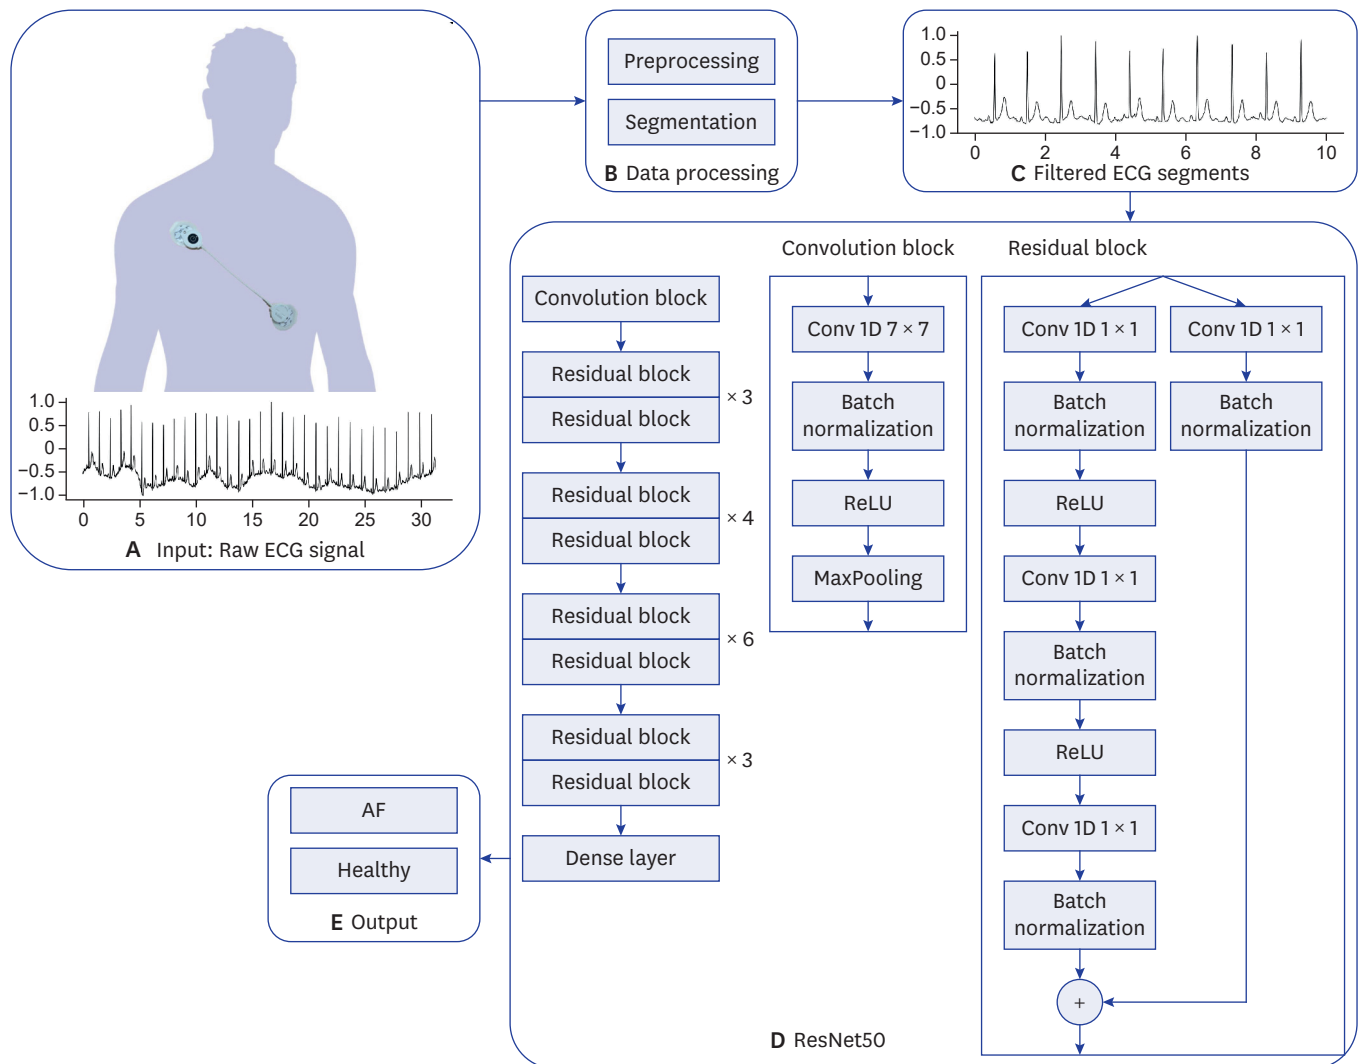 1.0
0.5
0
−0.5
−1.0
0 5 10 15 20 25 30
A Input: Raw ECG signal
Preprocessing
Segmentation
B Data processing
1.0
0.5
0
−0.5
−1.0
0 2 4 6 8 10
C Filtered ECG segments
Convolution block
Residual block
Residual block
× 3
Residual block
Residual block
× 4
Residual block
Residual block
× 6
Residual block
Residual block
× 3
Dense layer
Convolution block
Conv 1D 7 × 7
Batch
normalization
ReLU
MaxPooling
Residual block
Conv 1D 1 × 1
Batch
normalization
ReLU
Conv 1D 1 × 1
Batch
normalization
ReLU
Conv 1D 1 × 1
Batch
normalization
+
Conv 1D 1 × 1
Batch
normalization
D ResNet50
AF
Healthy
E Output